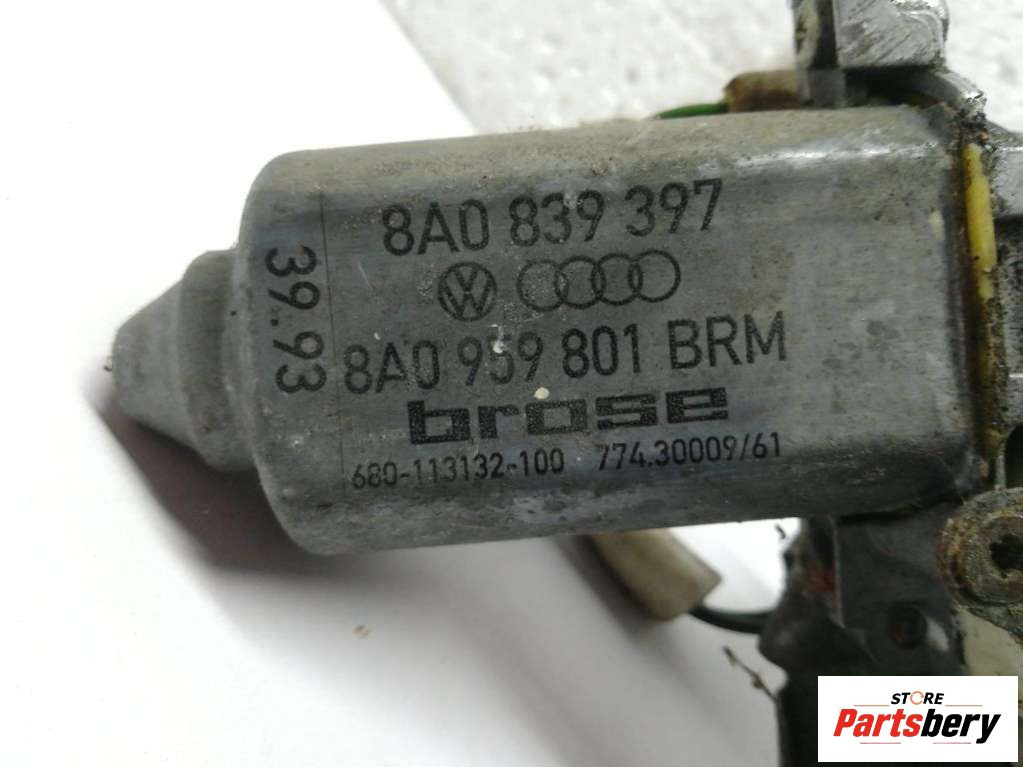 8A0 839 397
39.93
8A0 959 801 BRM
brose
680-113132-100 774.30009/61
STORE
Partsbery